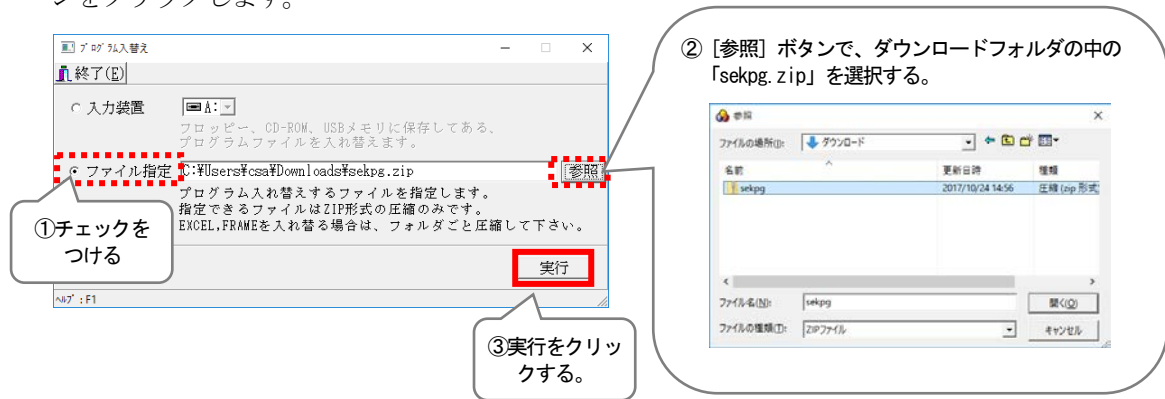 ンをクリックします。
プログラム入替え
終了(E)
入力装置 A:
フロッピー、CD-ROM、USBメモリに保存してある、
プログラムファイルを入れ替えます。
ファイル指定 C:¥Users¥csa¥Downloads¥sekpg.zip 参照
プログラム入れ替えするファイルを指定します。
指定できるファイルはZIP形式の圧縮のみです。
EXCEL,FRAMEを入れ替る場合は、フォルダごと圧縮して下さい。
実行
ヘルプ:F1
①チェックを
つける
③実行をクリッ
クする。
② [参照] ボタンで、ダウンロードフォルダの中の
「sekpg.zip」を選択する。
参照
ファイルの場所(I): ダウンロード
名前 更新日時 種類
sekpg 2017/10/24 14:56 圧縮 (zip 形式
ファイル名(N): sekpg 開く(O)
ファイルの種類(T): ZIPファイル キャンセル